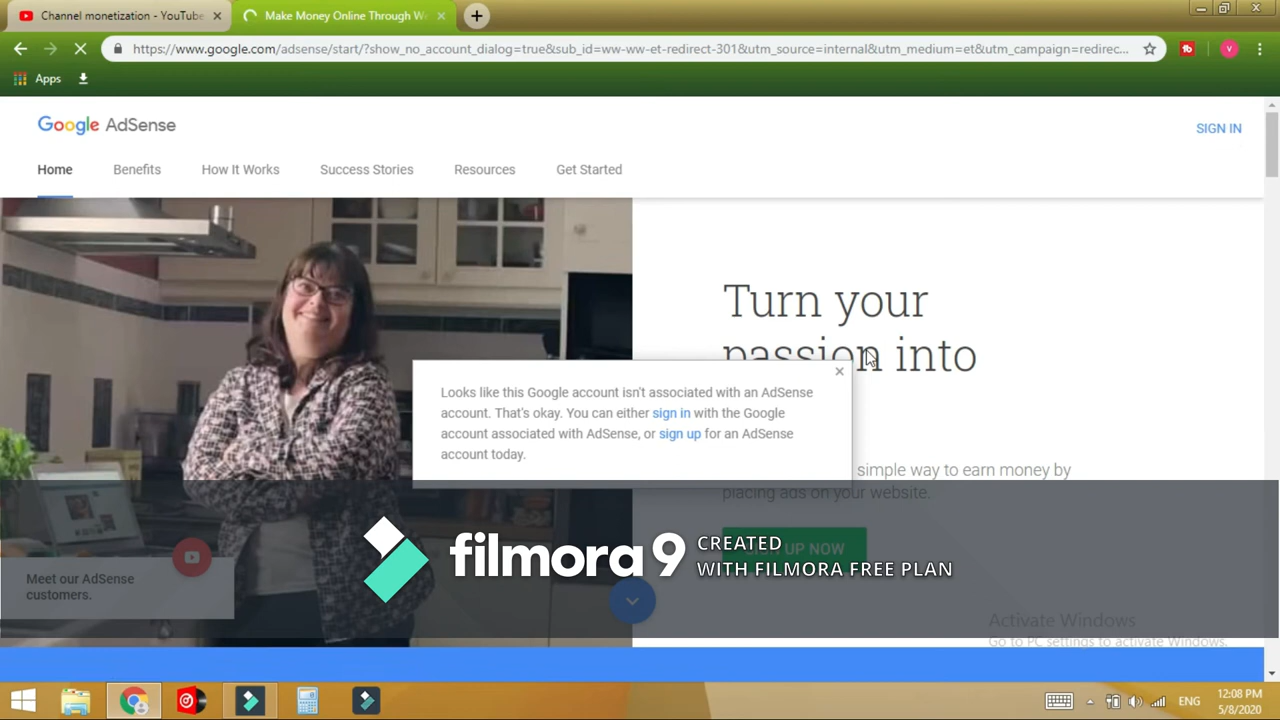 Channel monetization - YouTube
Make Money Online Through W
https://www.google.com/adsense/start/?show_no_account_dialog=true&sub_id=ww-ww-et-redirect-301&utm_source=internal&utm_medium=et&utm_campaign=redirec...
V
Apps
Google AdSense
SIGN IN
Home
Benefits
How It Works
Success Stories
Resources
Get Started
Turn your
passion into
Looks like this Google account isn't associated with an AdSense
account. That's okay. You can either sign in with the Google
account associated with AdSense, or sign up for an AdSense
account today.
simple way to earn money by
placing ads on your website.
SIGN UP NOW
filmora 9
CREATED
WITH FILMORA FREE PLAN
Meet our AdSense
customers.
Activate Windows
Go to PC settings to activate Windows.
ENG
12:08 PM
5/8/2020